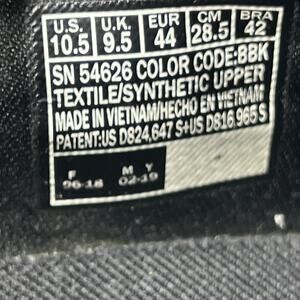 U.S. U.K. EUR CM BRA
10.5 9.5 44 28.5 42
SN 54626 COLOR CODE:BBK
TEXTILE/SYNTHETIC UPPER
MADE IN VIETNAM/HECHO EN VIETNAM
PATENT:US D824,647 S+US D816,965 S
F M Y
96-18 02-19